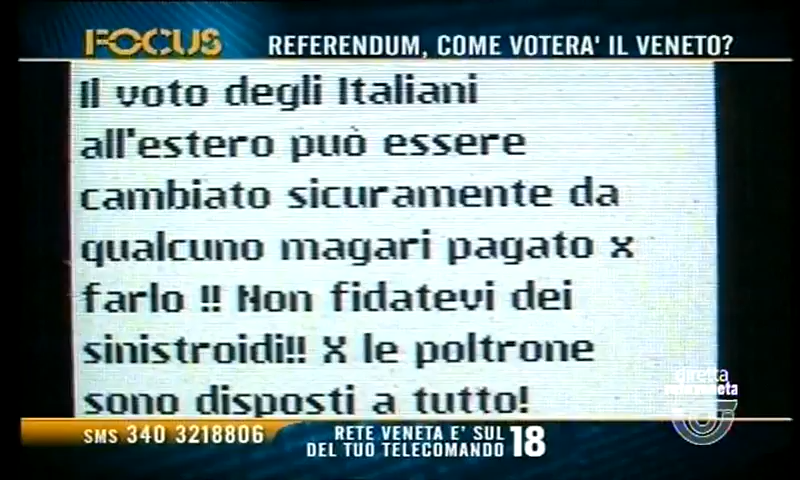 FOCUS
REFERENDUM, COME VOTERA' IL VENETO?
Il voto degli Italiani
all'estero può essere
cambiato sicuramente da
qualcuno magari pagato x
farlo !! Non fidatevi dei
sinistroidi!! X le poltrone
sono disposti a tutto!
diretta
reteveneta
SMS 340 3218806
RETE VENETA E' SUL 18
DEL TUO TELECOMANDO